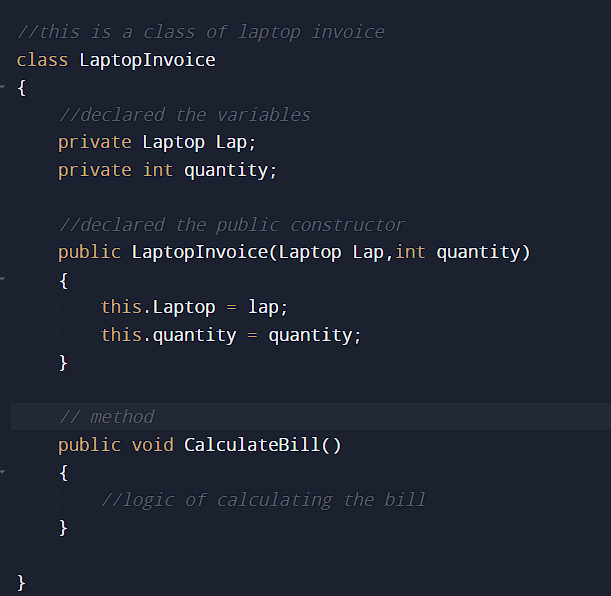 //this is a class of laptop invoice
class LaptopInvoice
{
//declared the variables
private Laptop Lap;
private int quantity;
//declared the public constructor
public LaptopInvoice(Laptop Lap,int quantity)
{
this.Laptop = lap;
this.quantity = quantity;
}
// method
public void CalculateBill()
{
//logic of calculating the bill
}
}